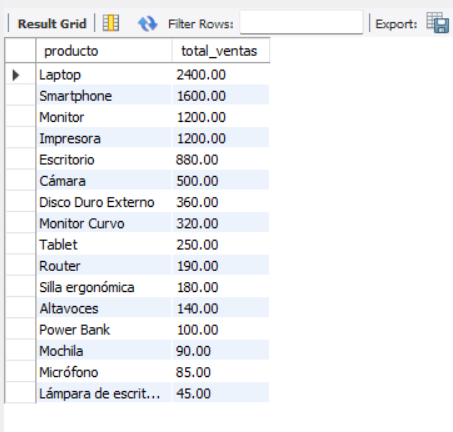 Result Grid Filter Rows: Export:
producto total_ventas
Laptop 2400.00
Smartphone 1600.00
Monitor 1200.00
Impresora 1200.00
Escritorio 880.00
Cámara 500.00
Disco Duro Externo 360.00
Monitor Curvo 320.00
Tablet 250.00
Router 190.00
Silla ergonómica 180.00
Altavoces 140.00
Power Bank 100.00
Mochila 90.00
Micrófono 85.00
Lámpara de escrit... 45.00